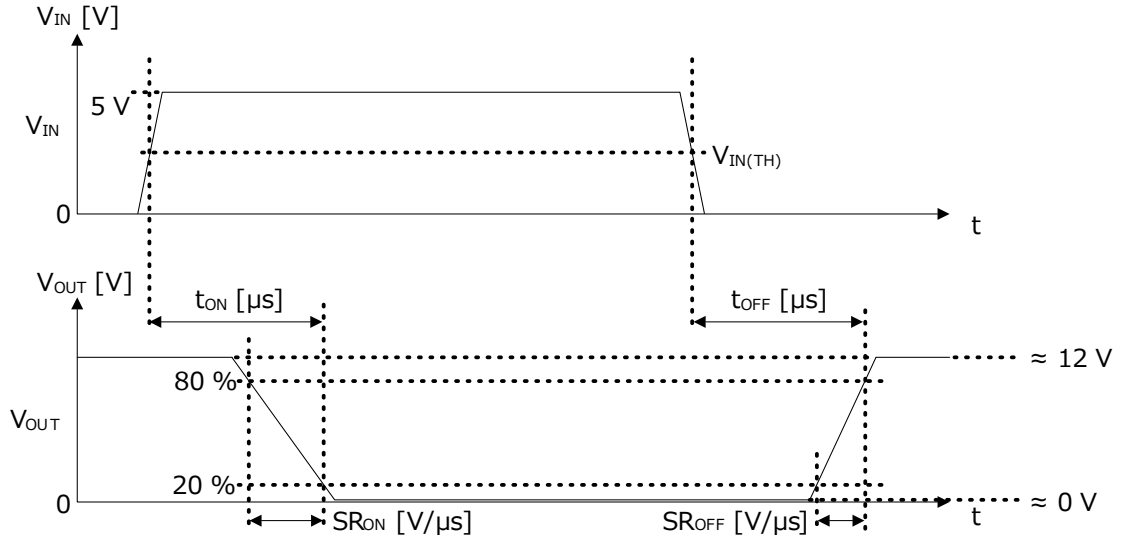 VIN [V]
5 V
VIN
VIN(TH)
0
t
VOUT [V]
tON [μs]
tOFF [μs]
≈ 12 V
80 %
VOUT
20 %
0
≈ 0 V
SRON [V/μs]
SROFF [V/μs]
t